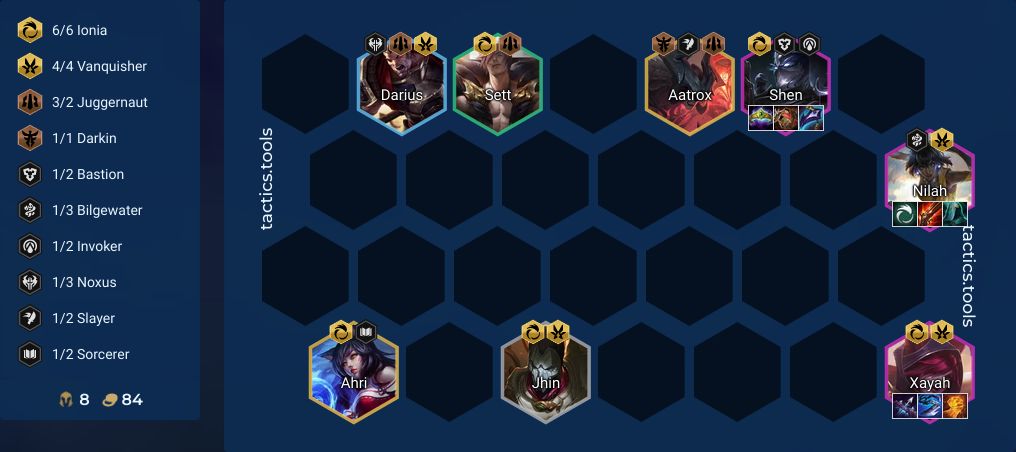 6/6 Ionia
4/4 Vanquisher
3/2 Juggernaut
1/1 Darkin
1/2 Bastion
1/3 Bilgewater
1/2 Invoker
1/3 Noxus
1/2 Slayer
1/2 Sorcerer
8 84
tactics.tools
Darius
Sett
Aatrox
Shen
Nilah
tactics.tools
Ahri
Jhin
Xayah